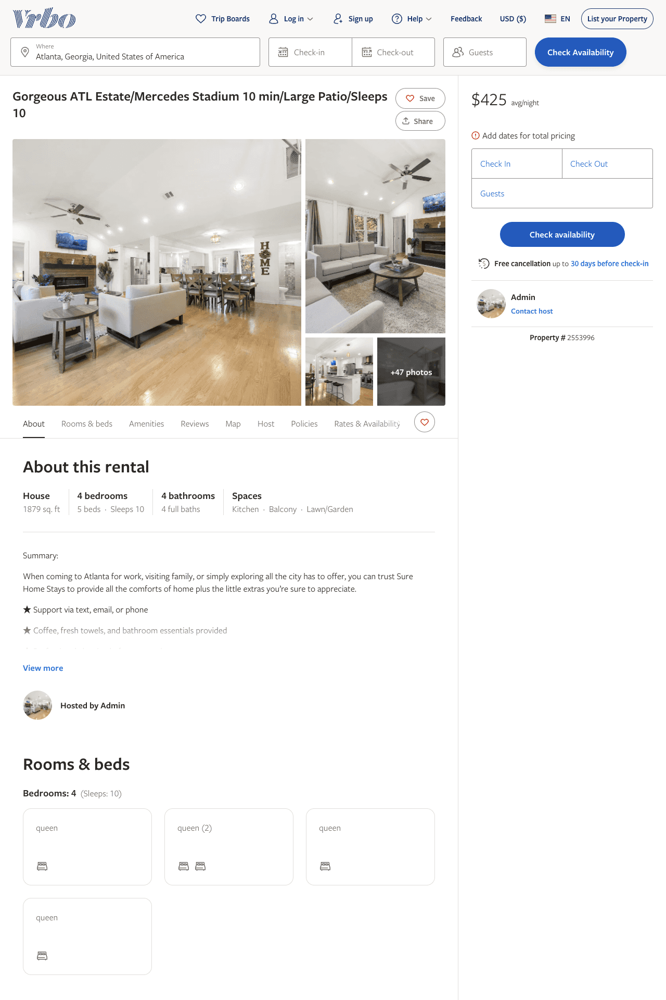 Vrbo
Trip Boards
Log in
Sign up
Help
Feedback
USD ($)
EN
List your Property
Where
Atlanta, Georgia, United States of America
Check-in
Check-out
Guests
Check Availability
Gorgeous ATL Estate/Mercedes Stadium 10 min/Large Patio/Sleeps
10
Save
Share
HOME
+47 photos
$425 avg/night
Add dates for total pricing
Check In
Check Out
Guests
Check availability
Free cancellation up to 30 days before check-in
Admin
Contact host
Property # 2553996
About
Rooms & beds
Amenities
Reviews
Map
Host
Policies
Rates & Availability
About this rental
House
1879 sq. ft
4 bedrooms
5 beds · Sleeps 10
4 bathrooms
4 full baths
Spaces
Kitchen · Balcony · Lawn/Garden
Summary:
When coming to Atlanta for work, visiting family, or simply exploring all the city has to offer, you can trust Sure
Home Stays to provide all the comforts of home plus the little extras you’re sure to appreciate.
★ Support via text, email, or phone
★ Coffee, fresh towels, and bathroom essentials provided
View more
Hosted by Admin
Rooms & beds
Bedrooms: 4 (Sleeps: 10)
queen
queen (2)
queen
queen